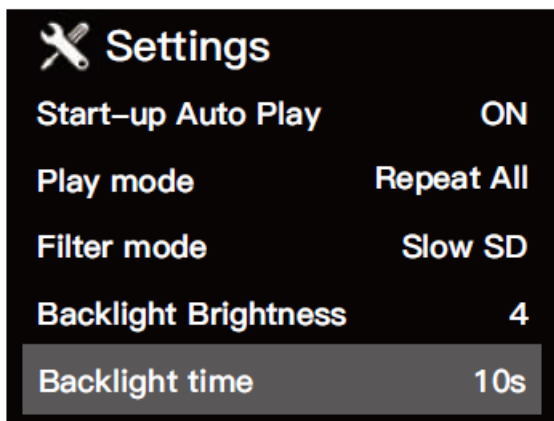 Settings
Start-up Auto Play ON
Play mode Repeat All
Filter mode Slow SD
Backlight Brightness 4
Backlight time 10s